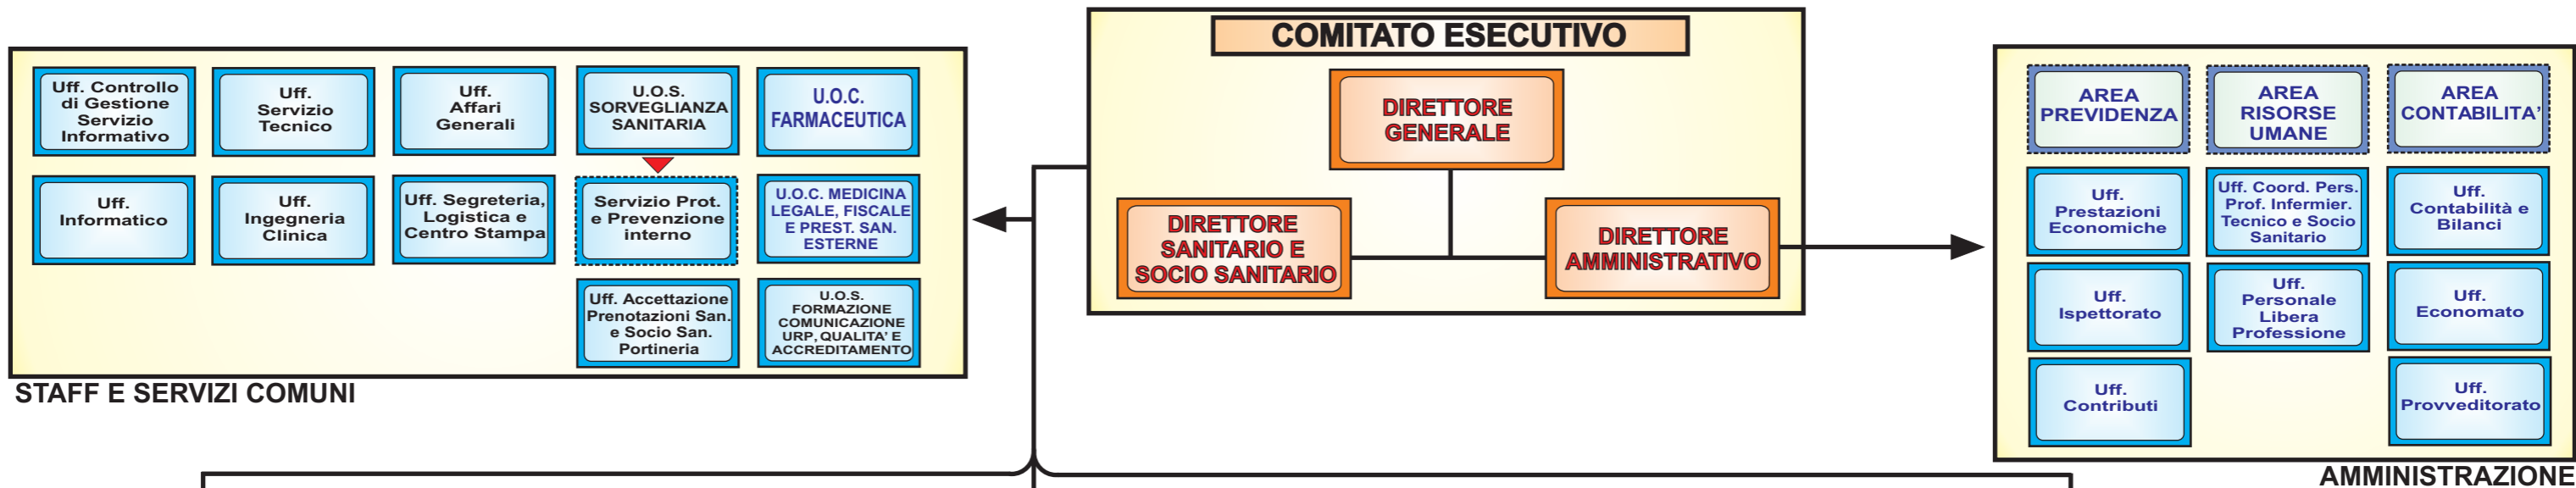 COMITATO ESECUTIVO
DIRETTORE
GENERALE
DIRETTORE
SANITARIO E
SOCIO SANITARIO
DIRETTORE
AMMINISTRATIVO
Uff. Controllo
di Gestione
Servizio
Informativo
Uff.
Servizio
Tecnico
Uff.
Affari
Generali
U.O.S.
SORVEGLIANZA
SANITARIA
U.O.C.
FARMACEUTICA
Uff.
Informatico
Uff.
Ingegneria
Clinica
Uff. Segreteria,
Logistica e
Centro Stampa
Servizio Prot.
e Prevenzione
interno
U.O.C. MEDICINA
LEGALE, FISCALE
E PREST. SAN.
ESTERNE
Uff. Accettazione
Prenotazioni San.
e Socio San.
Portineria
U.O.S.
FORMAZIONE
COMUNICAZIONE
URP, QUALITA' E
ACCREDITAMENTO
STAFF E SERVIZI COMUNI
AREA
PREVIDENZA
AREA
RISORSE
UMANE
AREA
CONTABILITA'
Uff.
Prestazioni
Economiche
Uff. Coord. Pers.
Prof. Infermier.
Tecnico e Socio
Sanitario
Uff.
Contabilità e
Bilanci
Uff.
Ispettorato
Uff.
Personale
Libera
Professione
Uff.
Economato
Uff.
Contributi
Uff.
Provveditorato
AMMINISTRAZIONE